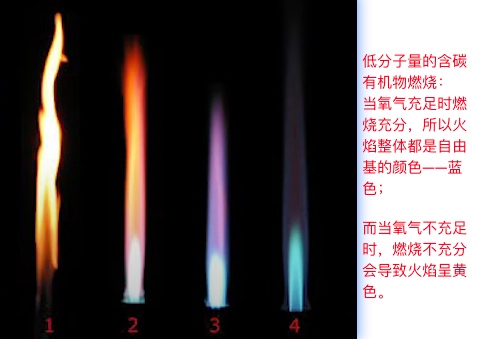 低分子量的含碳
有机物燃烧：
当氧气充足时燃
烧充分，所以火
焰整体都是自由
基的颜色——蓝
色；
而当氧气不充足
时，燃烧不充分
会导致火焰呈黄
色。
1 2 3 4